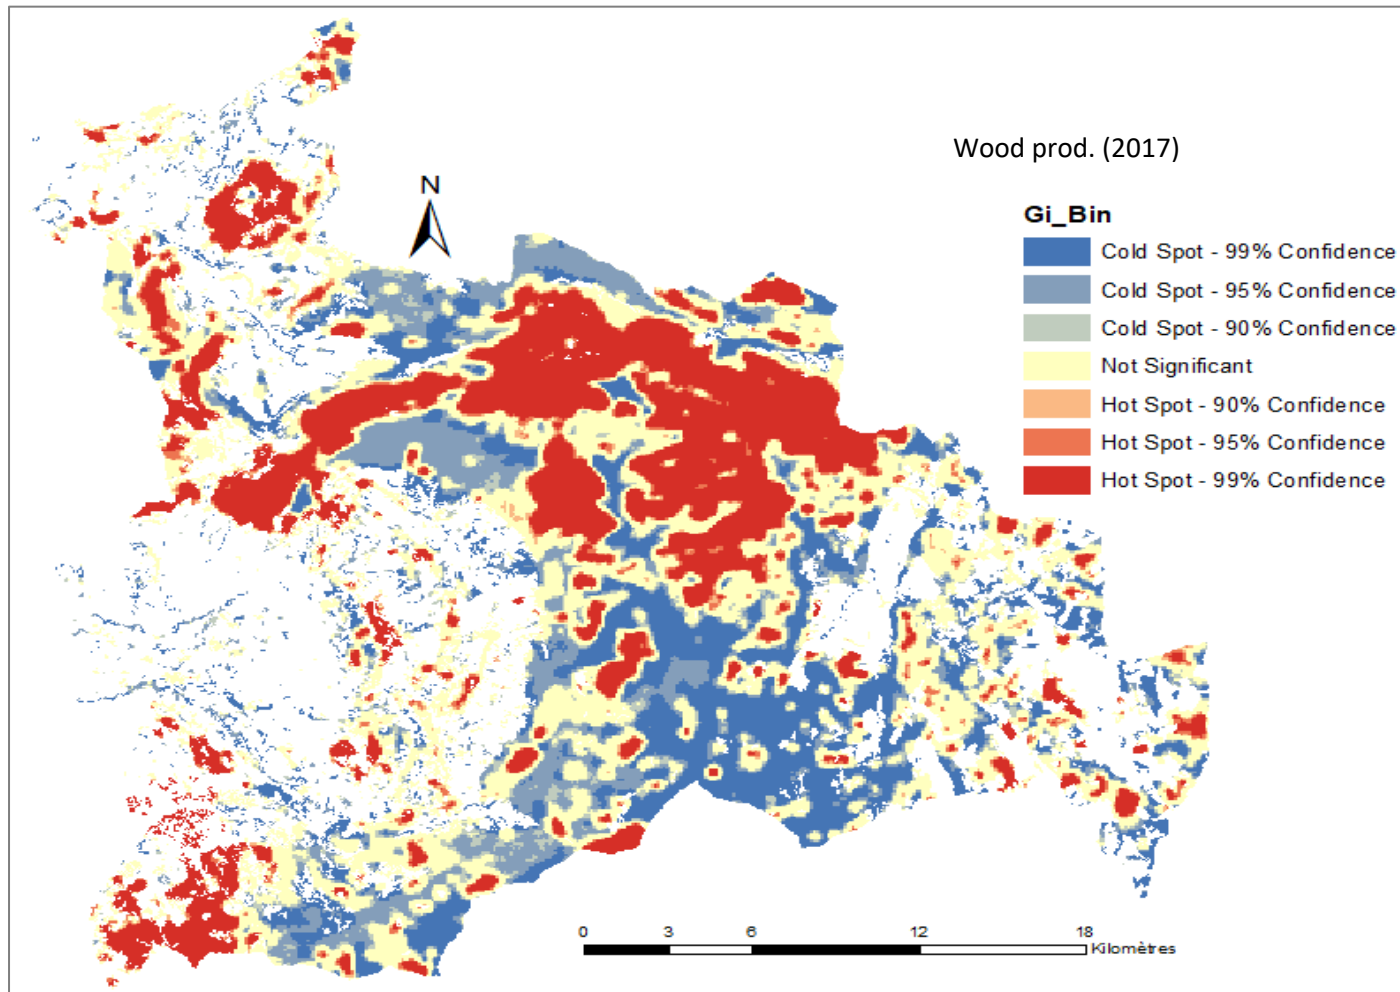 Wood prod. (2017)
N
Gi_Bin
Cold Spot - 99% Confidence
Cold Spot - 95% Confidence
Cold Spot - 90% Confidence
Not Significant
Hot Spot - 90% Confidence
Hot Spot - 95% Confidence
Hot Spot - 99% Confidence
0 3 6 12 18
Kilomètres